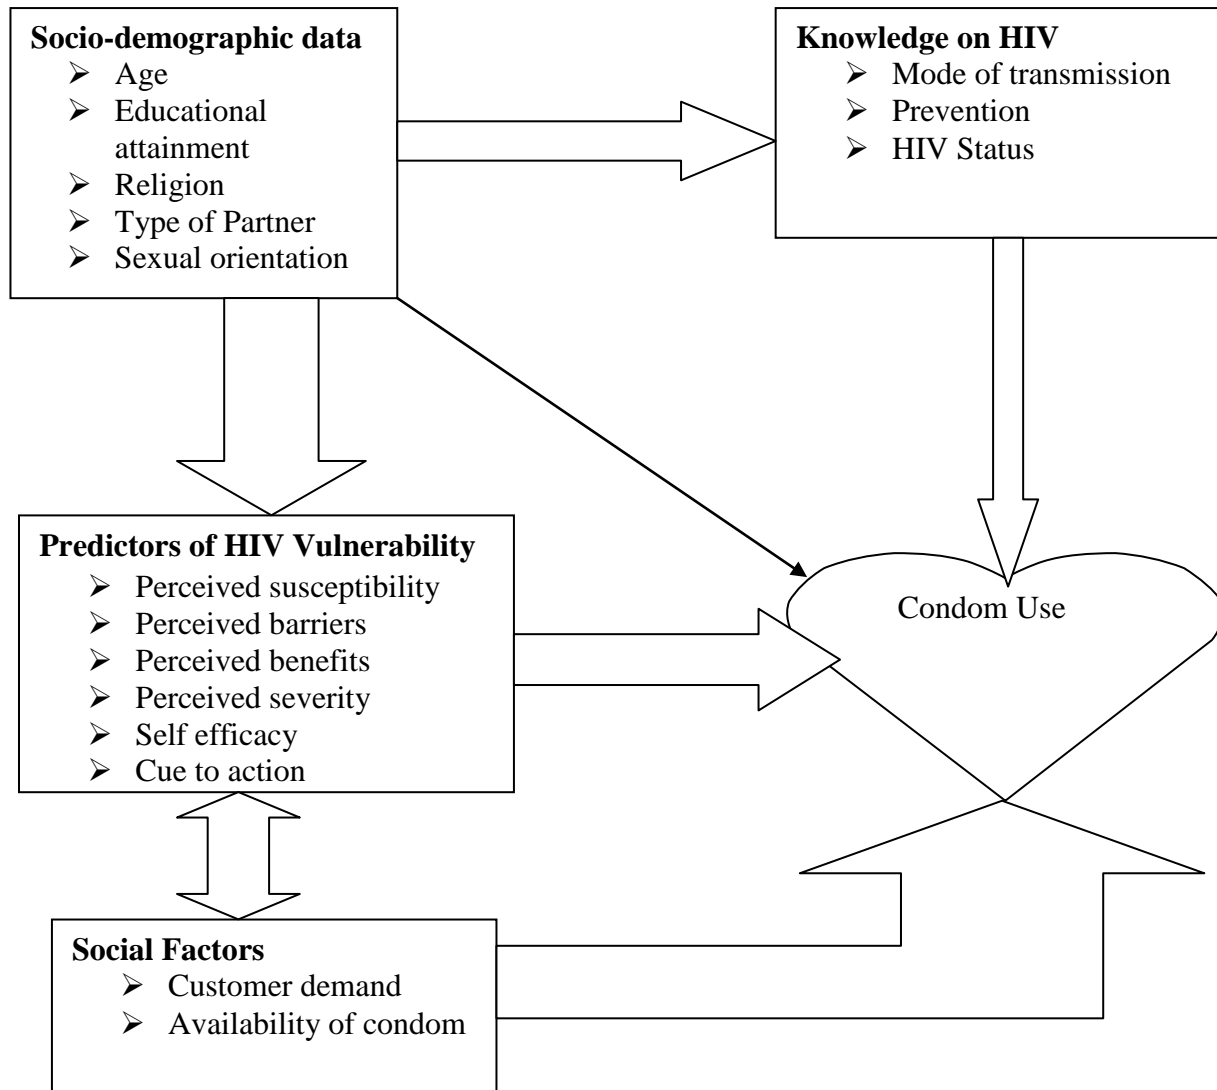 Socio-demographic data
➢ Age
➢ Educational
attainment
➢ Religion
➢ Type of Partner
➢ Sexual orientation
Knowledge on HIV
➢ Mode of transmission
➢ Prevention
➢ HIV Status
Predictors of HIV Vulnerability
➢ Perceived susceptibility
➢ Perceived barriers
➢ Perceived benefits
➢ Perceived severity
➢ Self efficacy
➢ Cue to action
Condom Use
Social Factors
➢ Customer demand
➢ Availability of condom